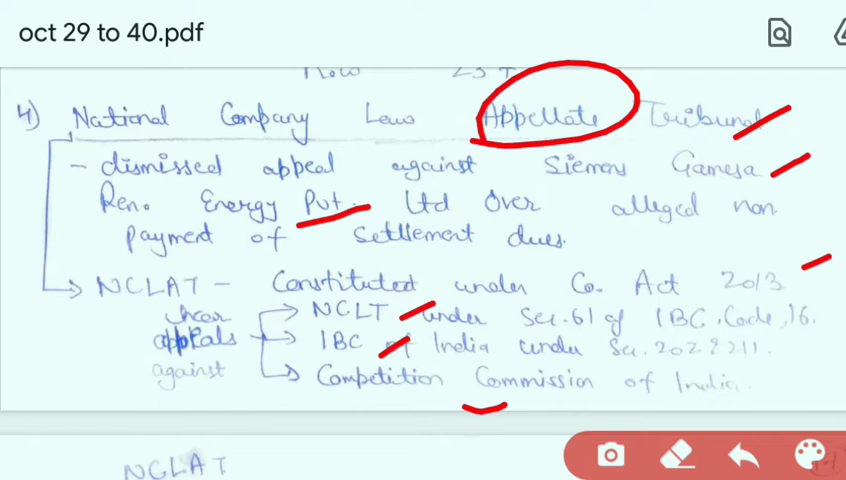 oct 29 to 40.pdf
4) National Company Law Appellate Tribunal
- dismissed appeal against Siemens Gamesa
Ren. Energy Pvt. Ltd Over alleged non
payment of Settlement dues.
NCLAT - Constituted under Co. Act 2013
hear appeals against
NCLT under Sec. 61 of IBC, Code, 16.
IBC of India under Sec. 202 & 211.
Competition Commission of India.
NCLAT